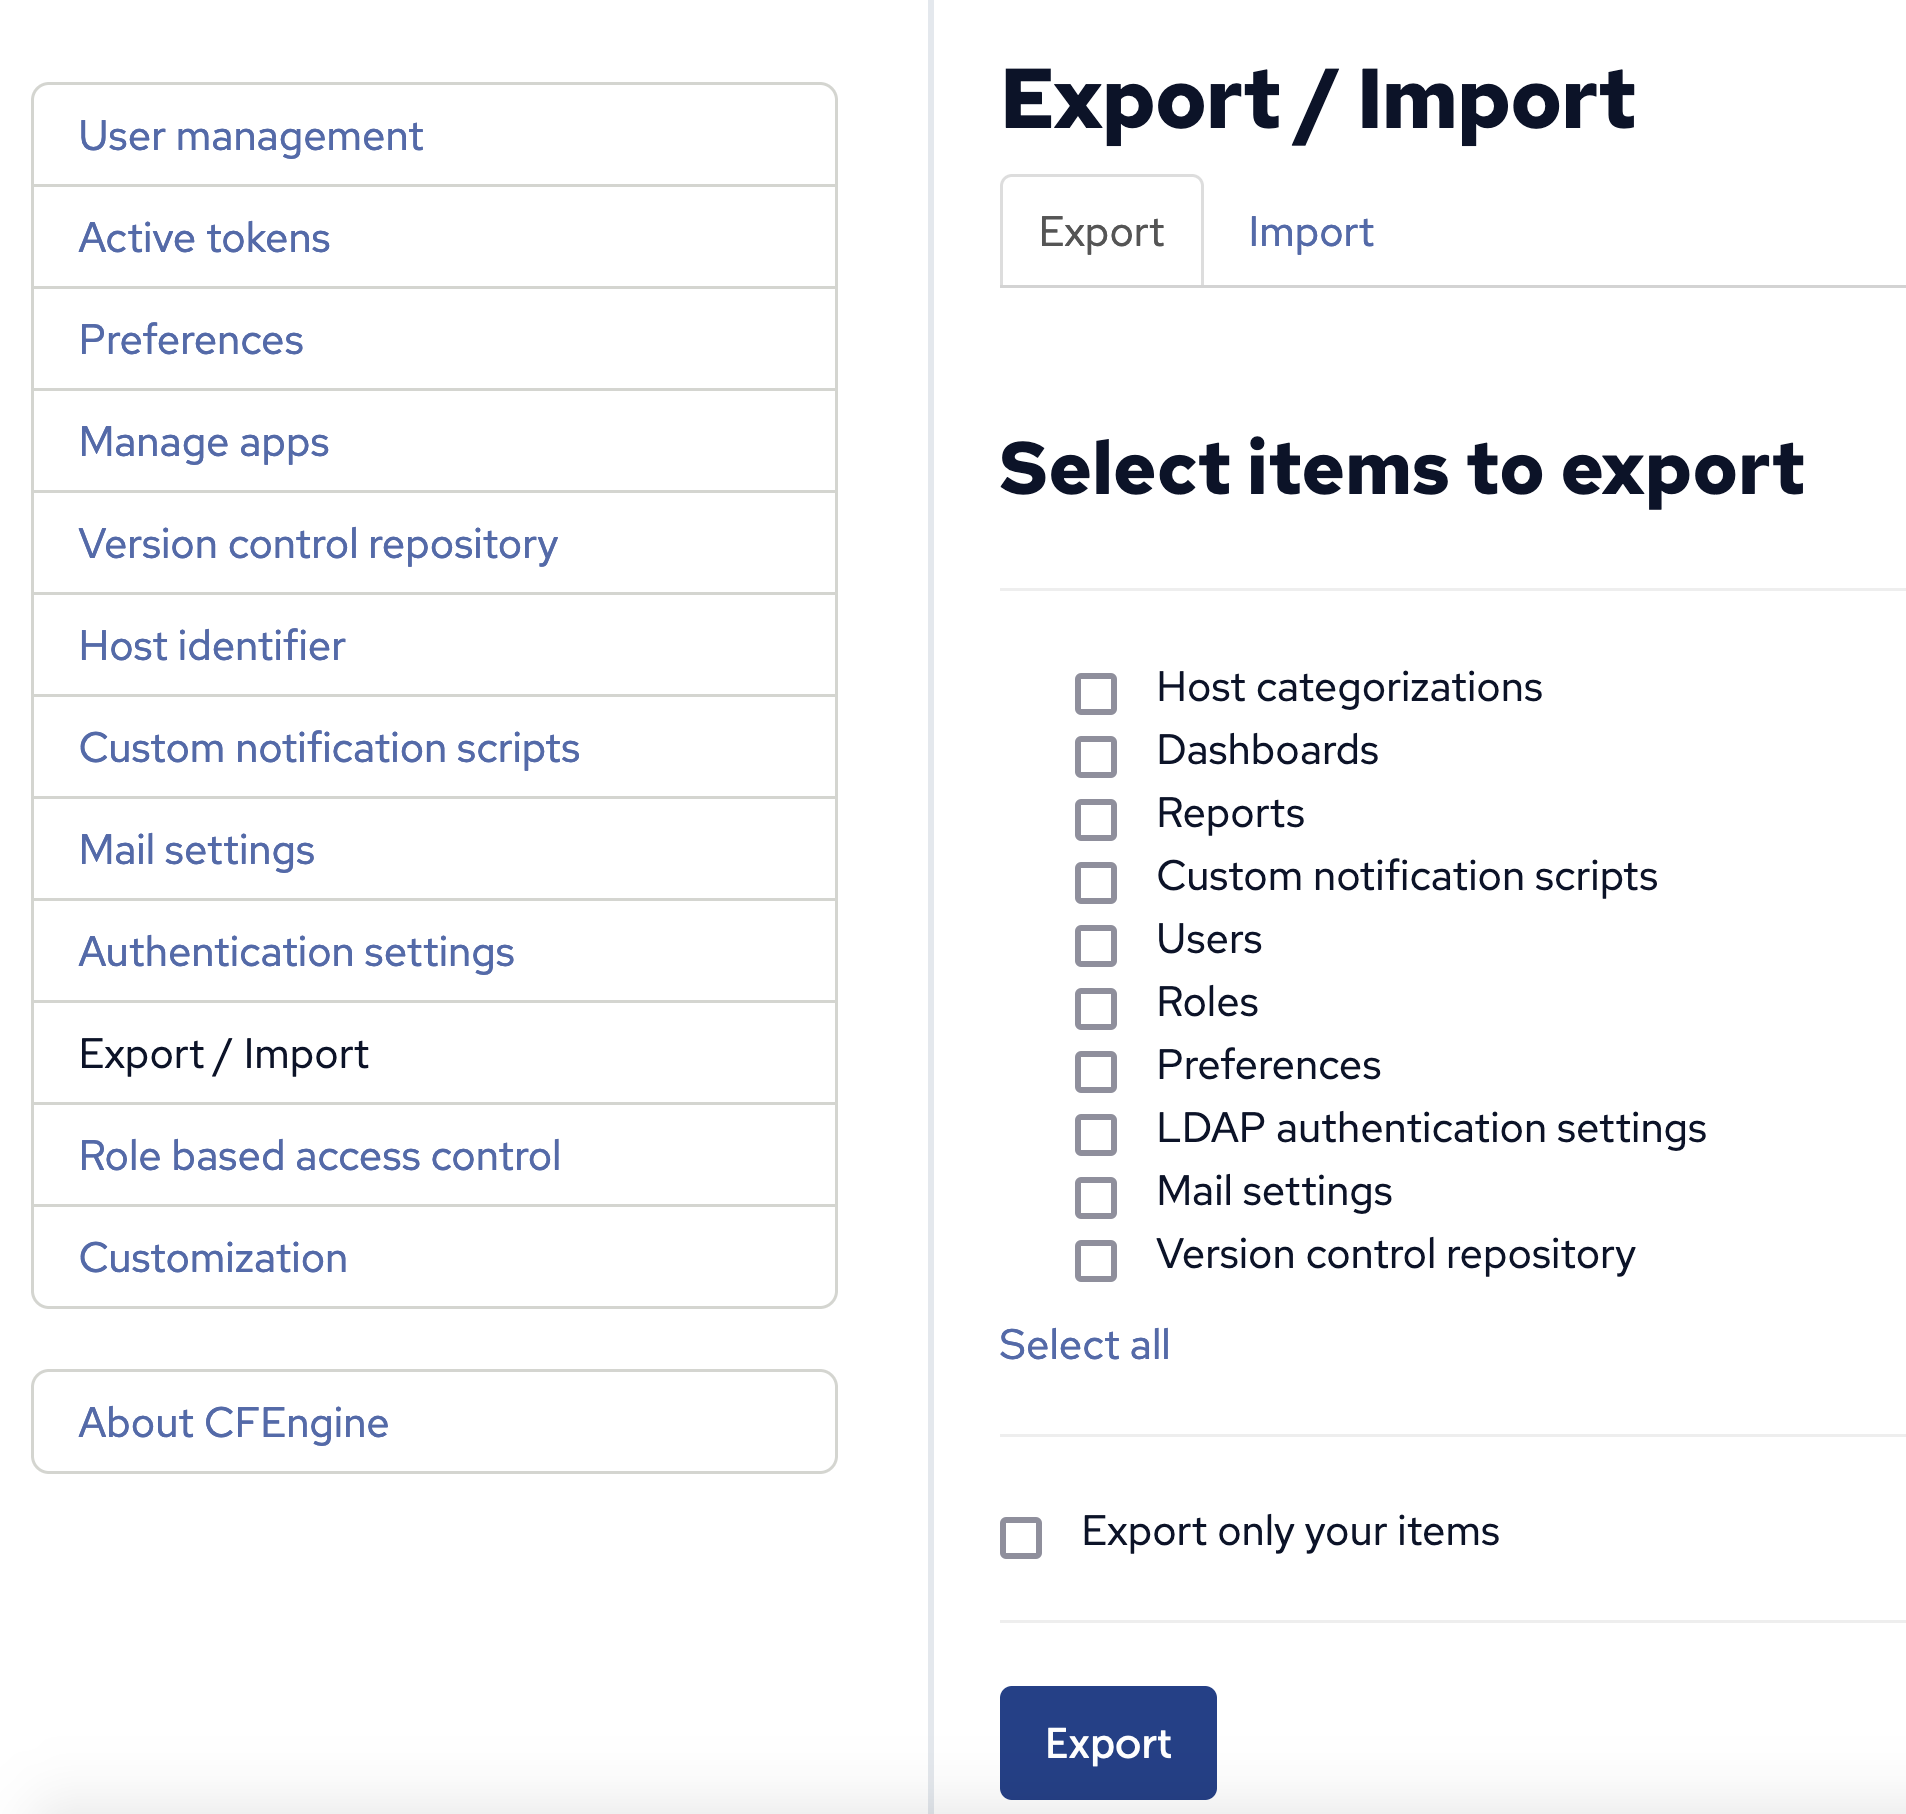 User management
Active tokens
Preferences
Manage apps
Version control repository
Host identifier
Custom notification scripts
Mail settings
Authentication settings
Export / Import
Role based access control
Customization
About CFEngine
Export / Import
Export
Import
Select items to export
Host categorizations
Dashboards
Reports
Custom notification scripts
Users
Roles
Preferences
LDAP authentication settings
Mail settings
Version control repository
Select all
Export only your items
Export